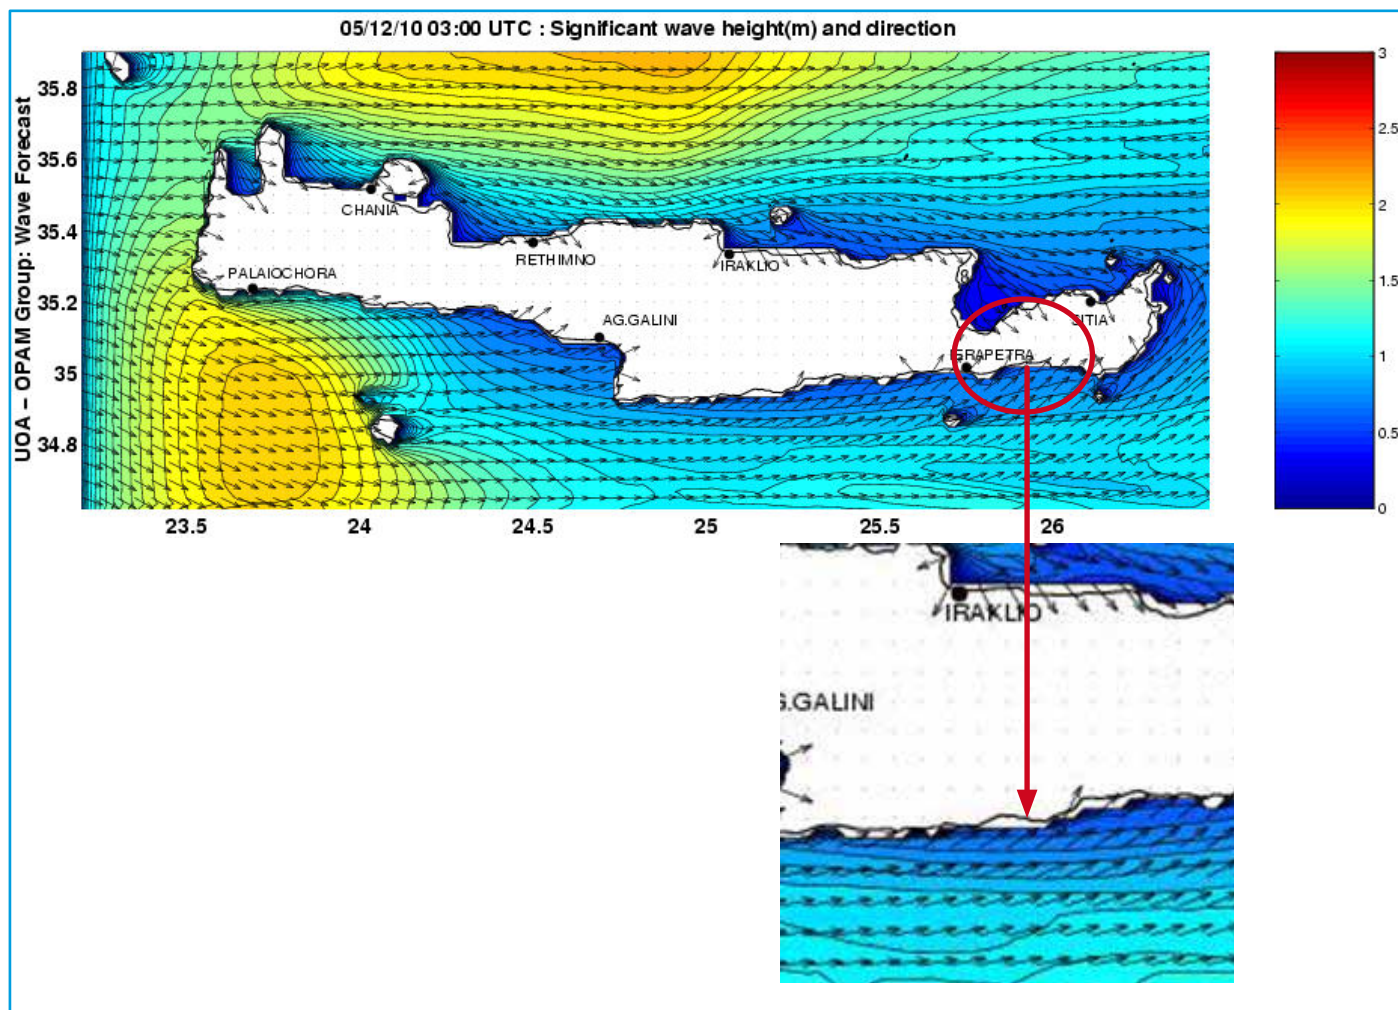 05/12/10 03:00 UTC : Significant wave height(m) and direction
UOA – OPAM Group: Wave Forecast
35.8
35.6
35.4
35.2
35
34.8
23.5
24
24.5
25
25.5
26
3
2.5
2
1.5
1
0.5
0
CHANIA
RETHIMNO
IRAKLIO
8
PALAIOCHORA
AG.GALINI
SITIA
IERAPETRA
IRAKLIO
G.GALINI